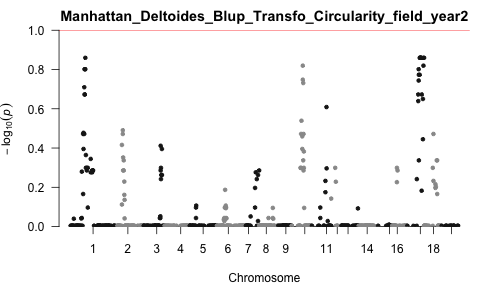 Manhattan_Deltoides_Blup_Transfo_Circularity_field_year2
1.0
0.8
0.6
0.4
0.2
0.0
− log10(p)
1 2 3 4 5 6 7 8 9 11 14 16 18
Chromosome